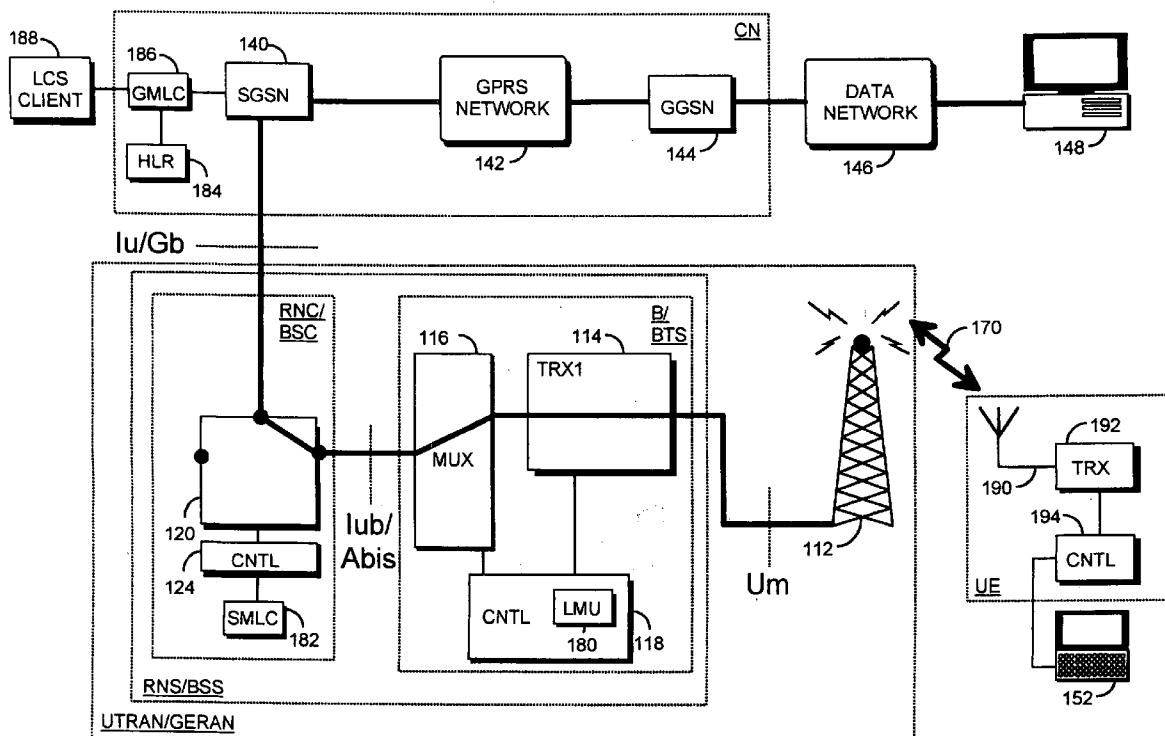 188
LCS
CLIENT
186
GMLC
HLR
184
140
SGSN
GPRS
NETWORK
142
GGSN
144
CN
DATA
NETWORK
146
148
Iu/Gb
RNC/
BSC
B/
BTS
116
MUX
114
TRX1
170
120
124
CNTL
SMLC
182
Iub/
Abis
CNTL
LMU
180
118
Um
112
192
TRX
190
194
CNTL
UE
152
RNS/BSS
UTRAN/GERAN